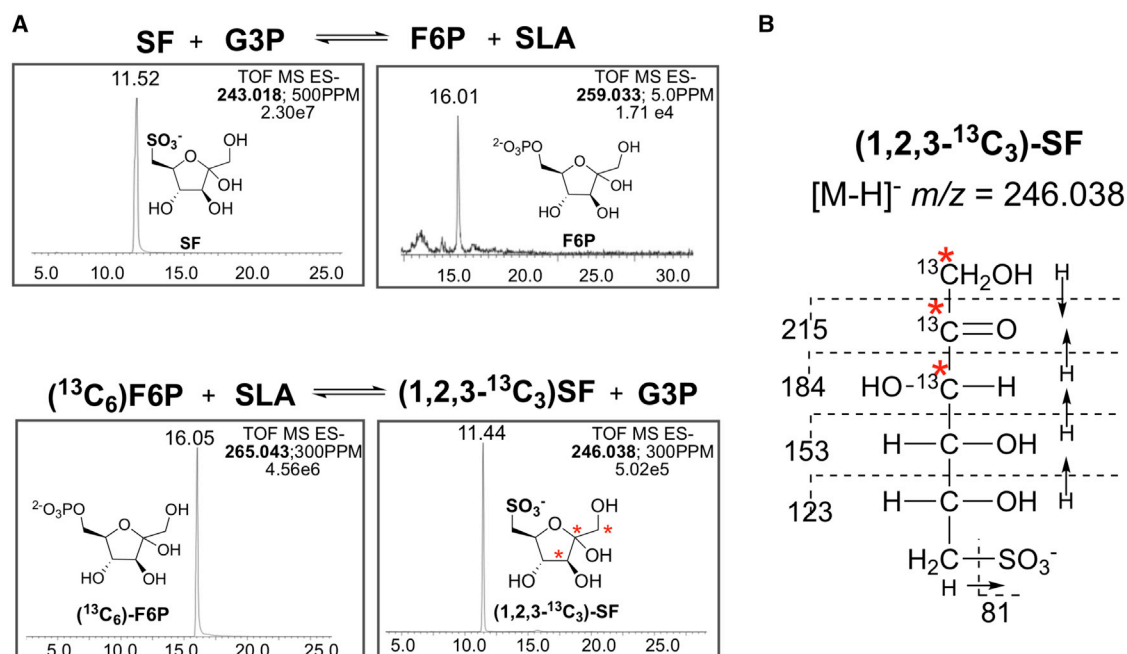 A
SF + G3P ⇌ F6P + SLA
11.52
TOF MS ES-
243.018; 500PPM
2.30e7
SO₃⁻
O
OH
OH
HO
OH
SF
5.0 10.0 15.0 20.0 25.0
16.01
TOF MS ES-
259.033; 5.0PPM
1.71 e4
²⁻O₃PO
O
OH
OH
HO
OH
F6P
15.0 20.0 25.0 30.0
(¹³C₆)F6P + SLA ⇌ (1,2,3-¹³C₃)SF + G3P
16.05
TOF MS ES-
265.043;300PPM
4.56e6
²⁻O₃PO
O
OH
OH
HO
OH
(¹³C₆)-F6P
5.0 10.0 15.0 20.0 25.0
11.44
TOF MS ES-
246.038; 300PPM
5.02e5
SO₃⁻
O
OH
*
*
OH
*
HO
OH
(1,2,3-¹³C₃)-SF
5.0 10.0 15.0 20.0 25.0
B
(1,2,3-¹³C₃)-SF
[M-H]⁻ m/z = 246.038
*
¹³CH₂OH H
*
215 ¹³C=O
*
H
184 HO-¹³C—H
H
153 H—C—OH
123 H—C—OH H
H₂C—SO₃⁻
H
81